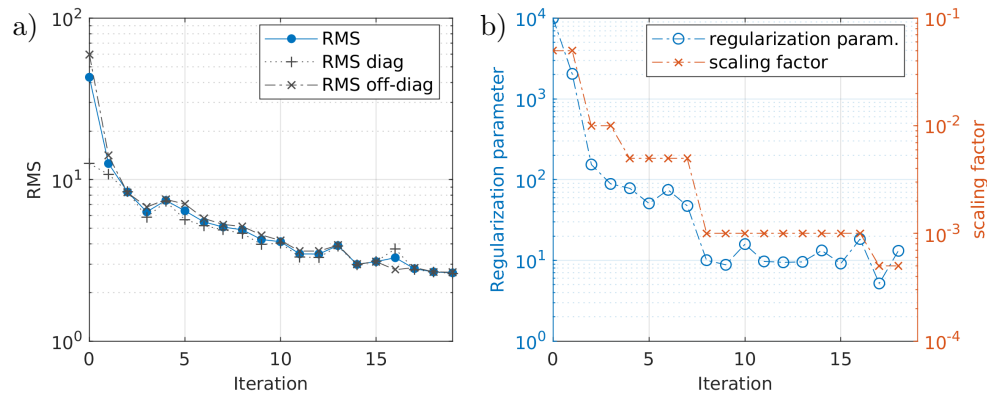 a)
10^2
10^1
10^0
RMS
RMS
RMS diag
RMS off-diag
0
5
10
15
Iteration
b)
10^4
10^3
10^2
10^1
10^0
Regularization parameter
regularization param.
scaling factor
10^-1
10^-2
10^-3
10^-4
scaling factor
0
5
10
15
Iteration